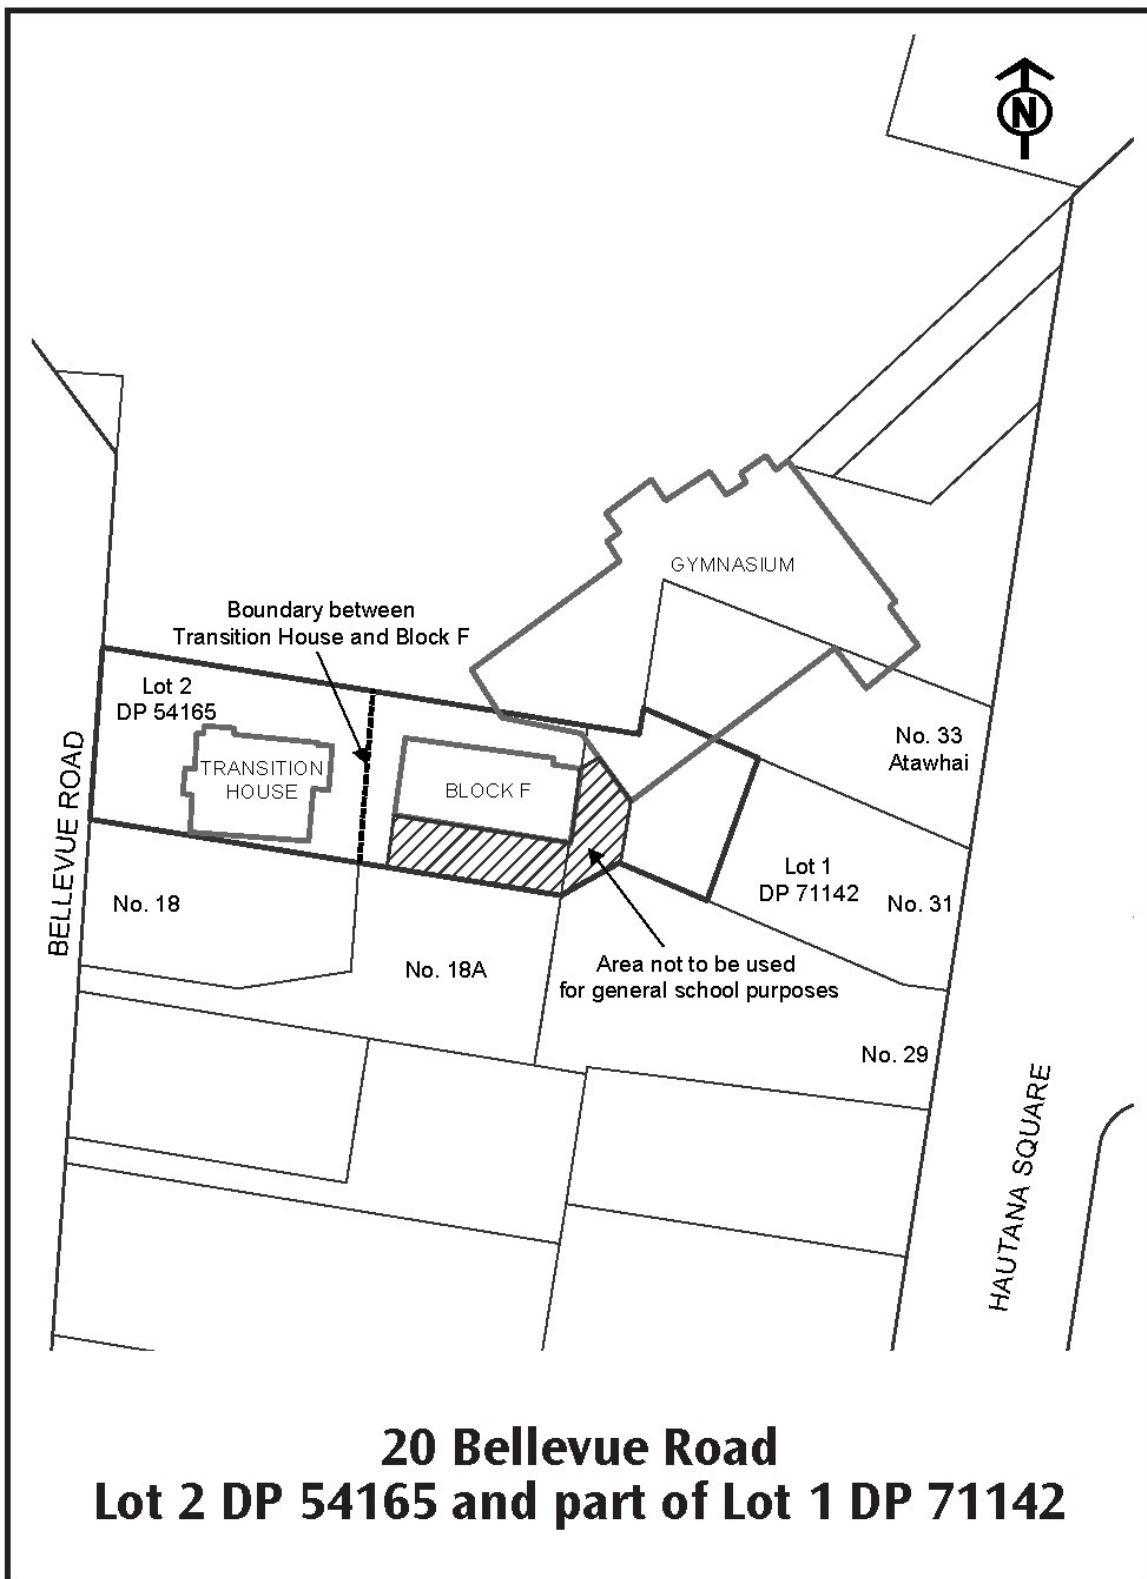 N
GYMNASIUM
Boundary between
Transition House and Block F
Lot 2
DP 54165
TRANSITION
HOUSE
BLOCK F
No. 33
Atawhai
BELLEVUE ROAD
Lot 1
DP 71142
No. 31
No. 18
No. 18A
Area not to be used
for general school purposes
No. 29
HAUTANA SQUARE
20 Bellevue Road
Lot 2 DP 54165 and part of Lot 1 DP 71142